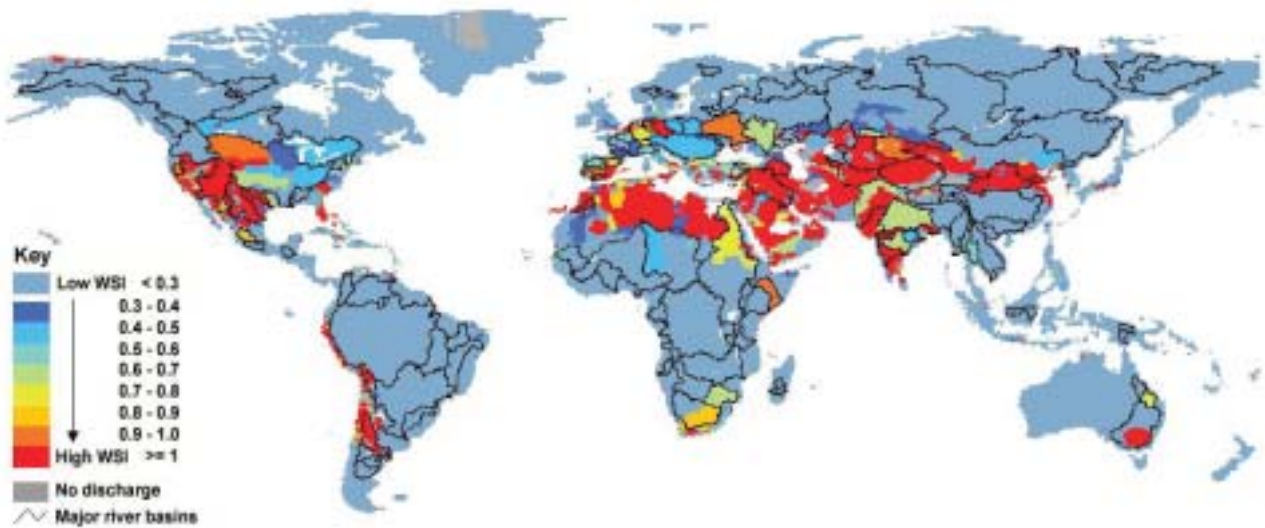 Key
Low WSI < 0.3
0.3 - 0.4
0.4 - 0.5
0.5 - 0.6
0.6 - 0.7
0.7 - 0.8
0.8 - 0.9
0.9 - 1.0
High WSI >= 1
No discharge
Major river basins